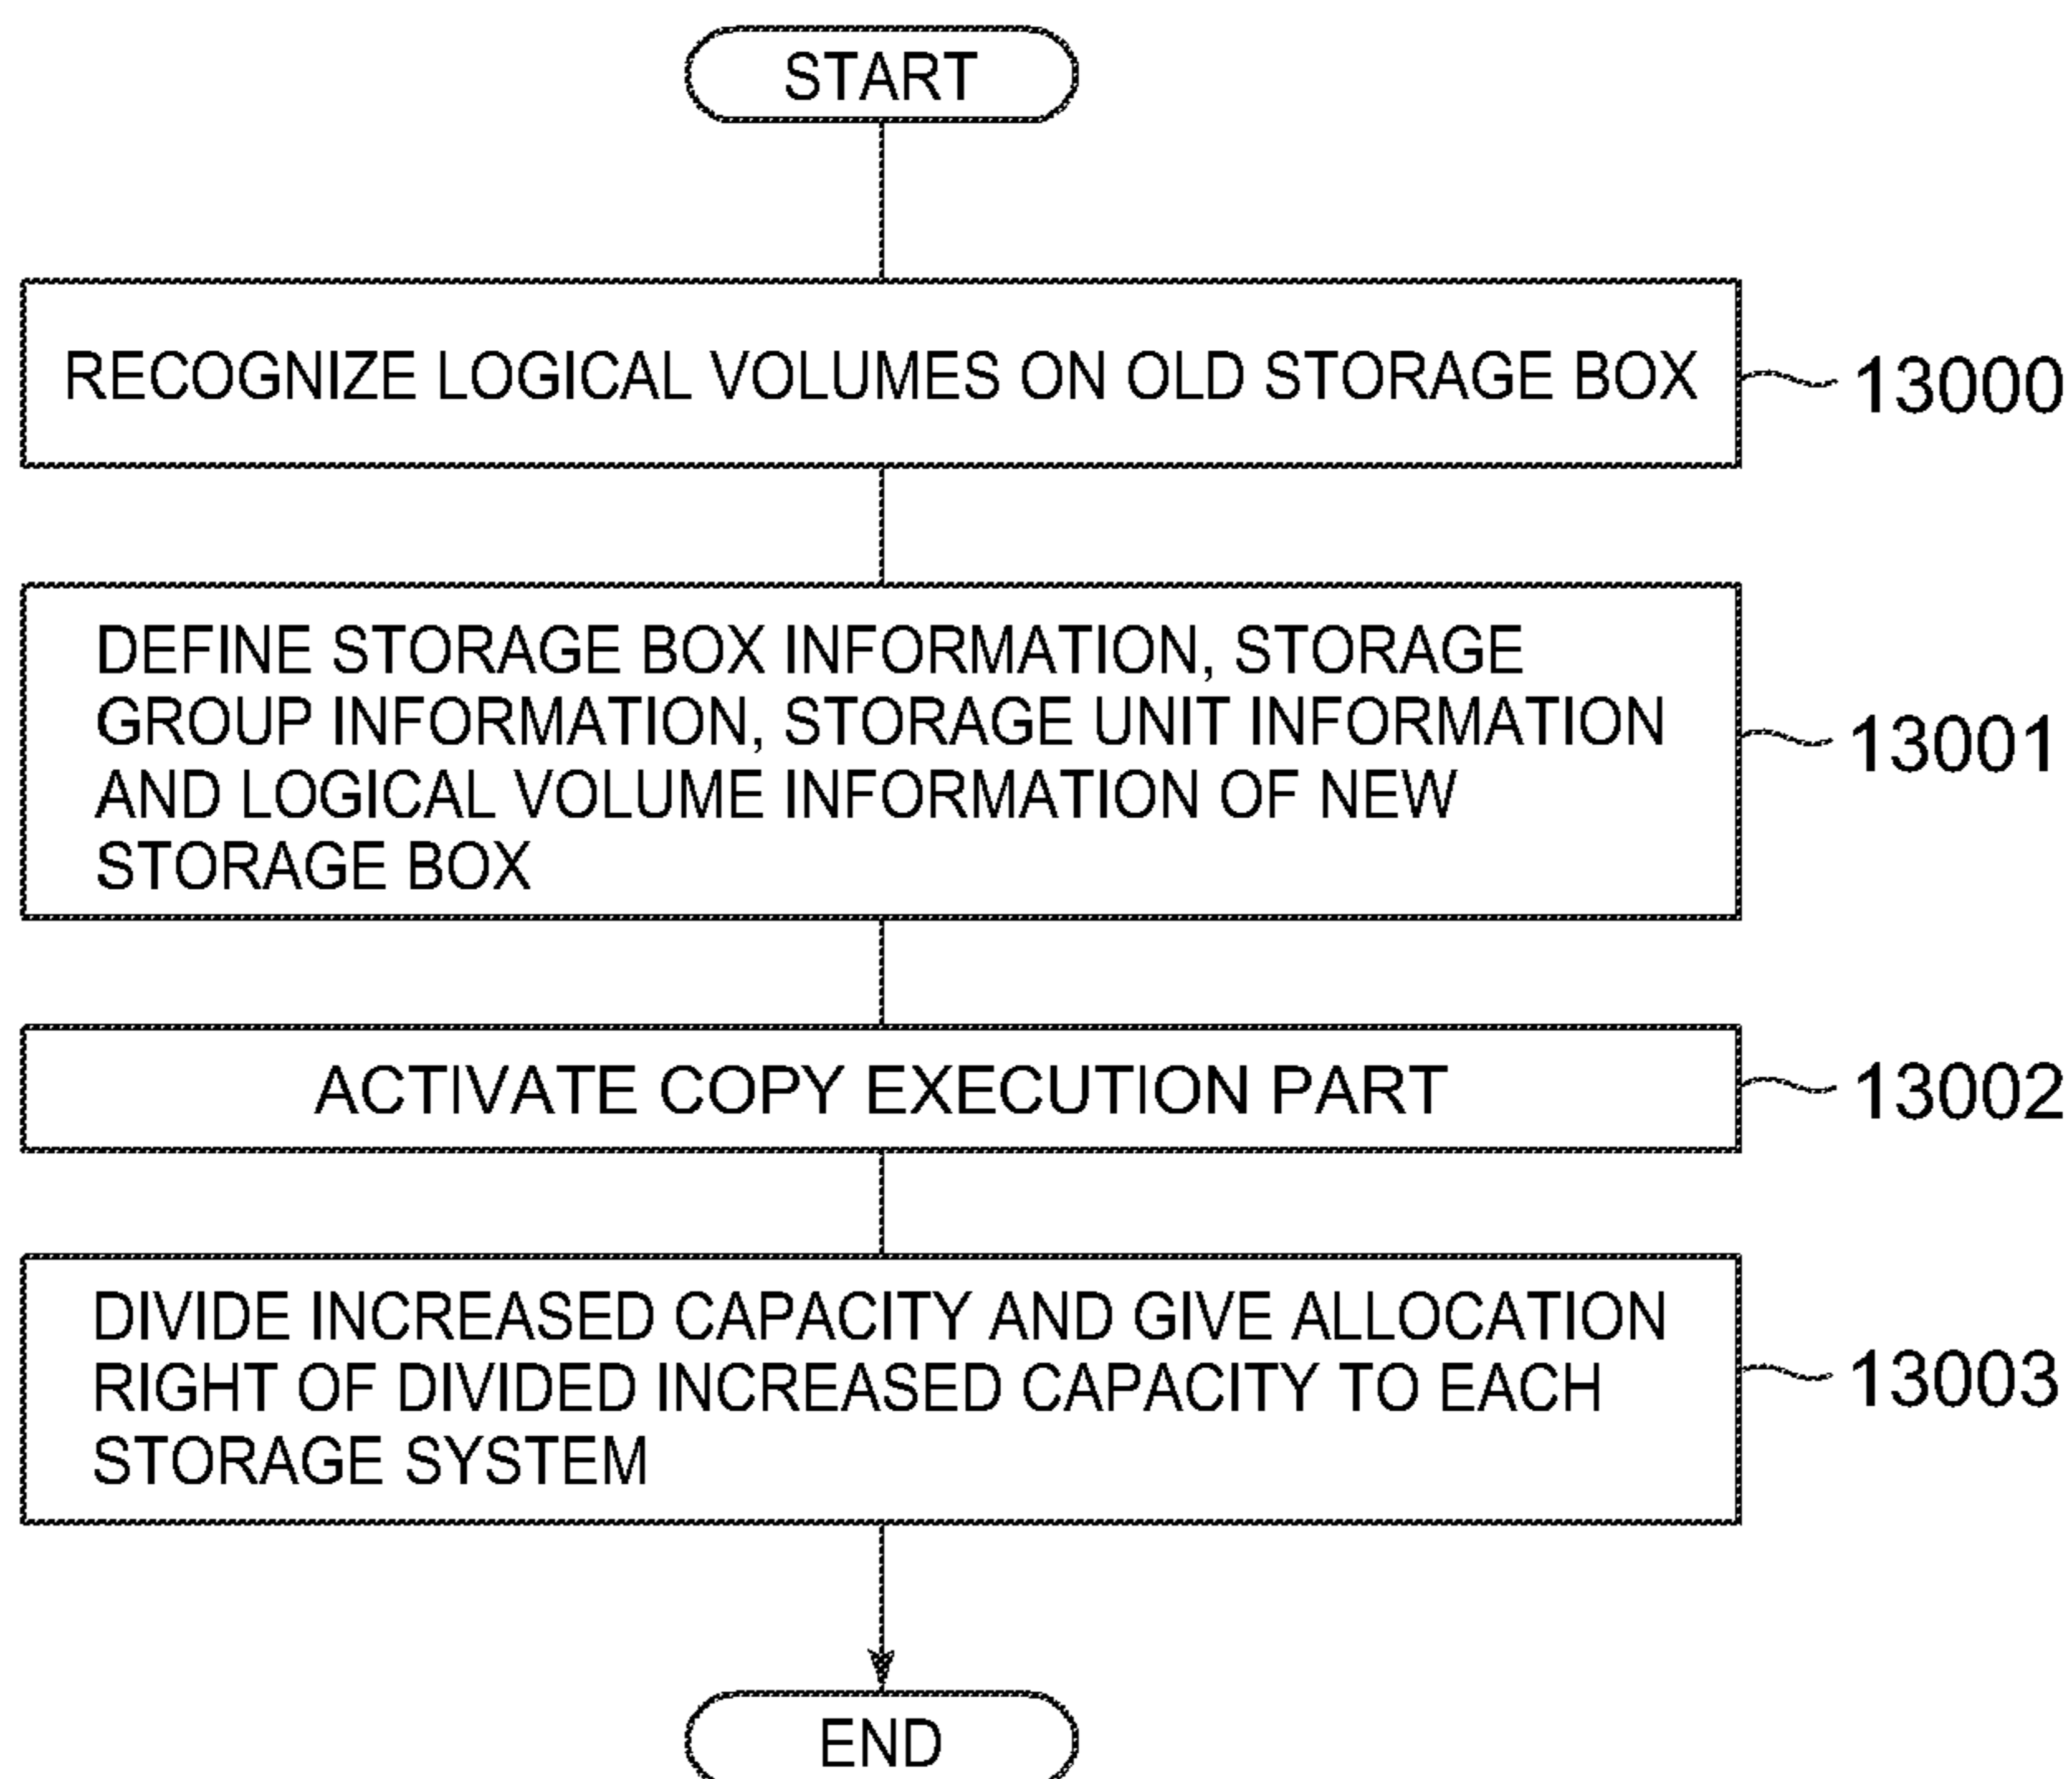 START
RECOGNIZE LOGICAL VOLUMES ON OLD STORAGE BOX
13000
DEFINE STORAGE BOX INFORMATION, STORAGE
GROUP INFORMATION, STORAGE UNIT INFORMATION
AND LOGICAL VOLUME INFORMATION OF NEW
STORAGE BOX
13001
ACTIVATE COPY EXECUTION PART
13002
DIVIDE INCREASED CAPACITY AND GIVE ALLOCATION
RIGHT OF DIVIDED INCREASED CAPACITY TO EACH
STORAGE SYSTEM
13003
END